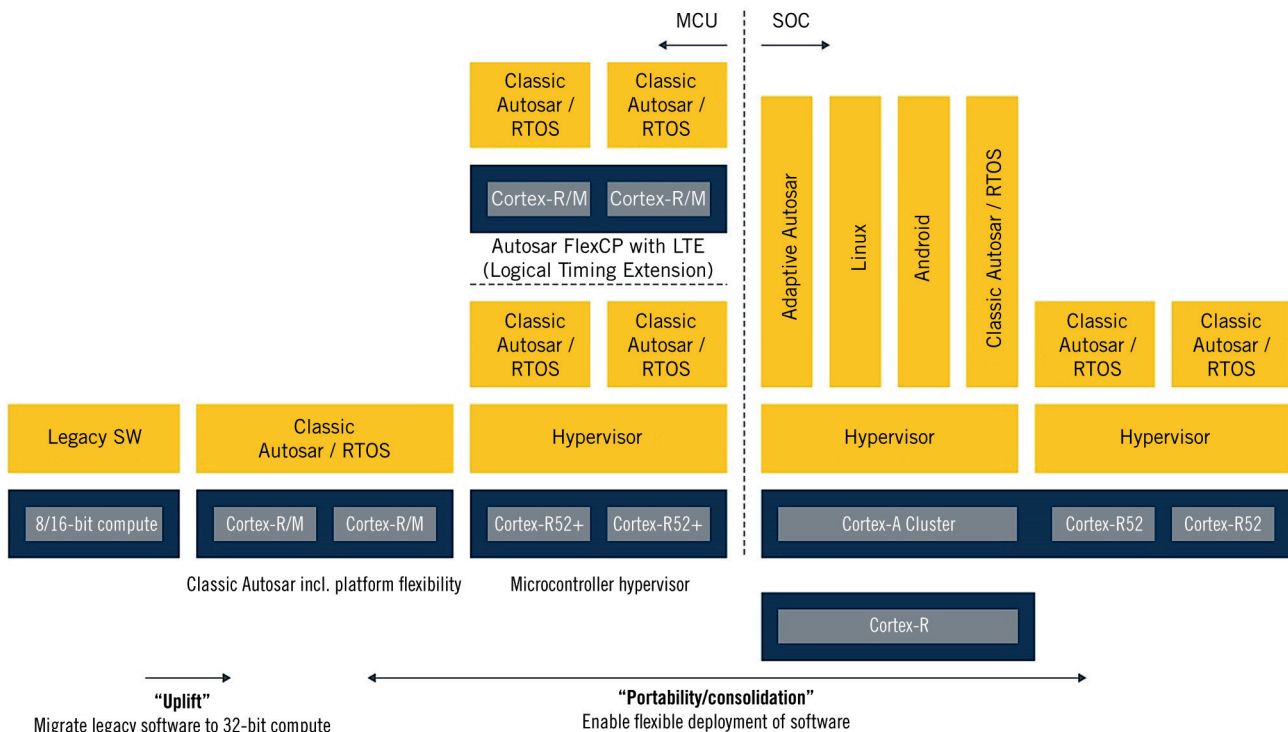 MCU
SOC
Classic
Autosar /
RTOS
Classic
Autosar /
RTOS
Cortex-R/M
Cortex-R/M
Autosar FlexCP with LTE
(Logical Timing Extension)
Classic
Autosar /
RTOS
Classic
Autosar /
RTOS
Adaptive Autosar
Linux
Android
Classic Autosar / RTOS
Classic
Autosar /
RTOS
Classic
Autosar /
RTOS
Legacy SW
Classic
Autosar / RTOS
Hypervisor
Hypervisor
Hypervisor
8/16-bit compute
Cortex-R/M
Cortex-R/M
Cortex-R52+
Cortex-R52+
Cortex-A Cluster
Cortex-R52
Cortex-R52
Classic Autosar incl. platform flexibility
Microcontroller hypervisor
Cortex-R
“Uplift”
Migrate legacy software to 32-bit compute
“Portability/consolidation”
Enable flexible deployment of software